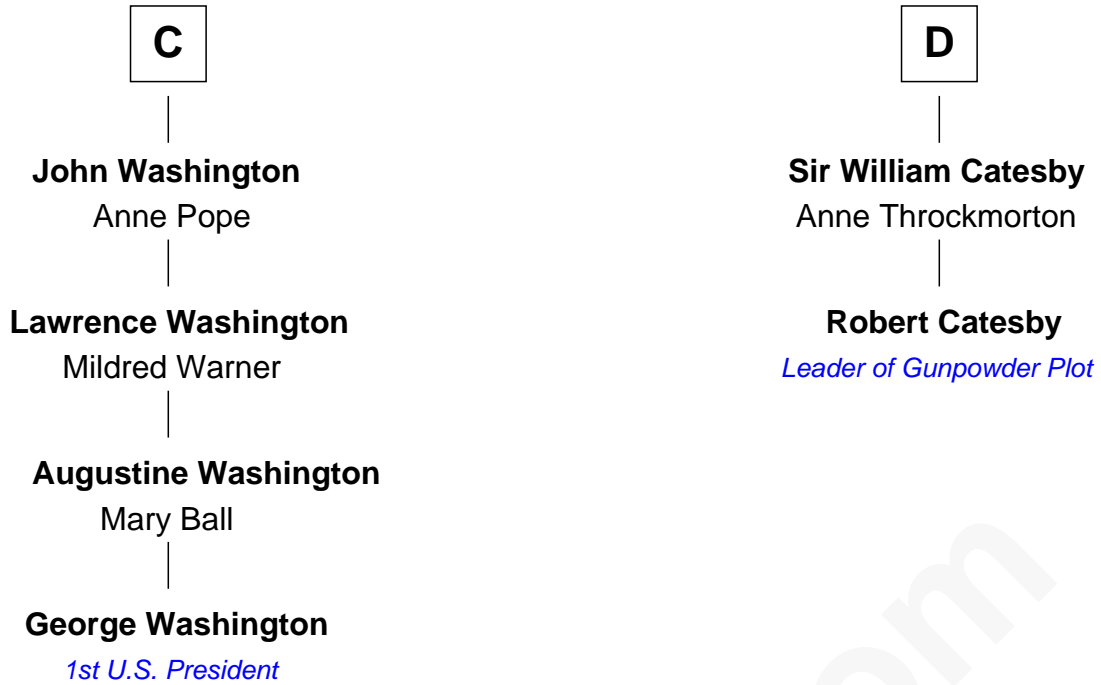 C
John Washington
Anne Pope
Lawrence Washington
Mildred Warner
Augustine Washington
Mary Ball
George Washington
1st U.S. President
D
Sir William Catesby
Anne Throckmorton
Robert Catesby
Leader of Gunpowder Plot
om